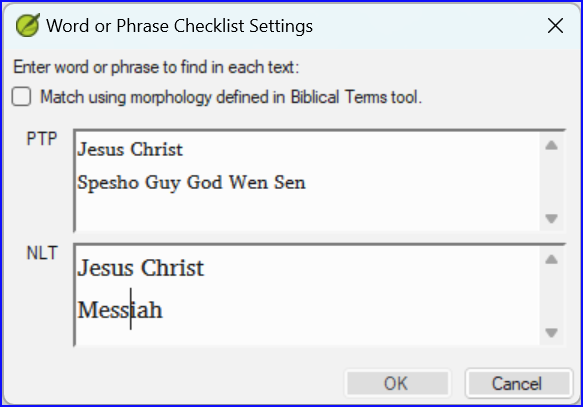 Word or Phrase Checklist Settings
Enter word or phrase to find in each text:
Match using morphology defined in Biblical Terms tool.
PTP
Jesus Christ
Spesho Guy God Wen Sen
NLT
Jesus Christ
Messiah
OK
Cancel